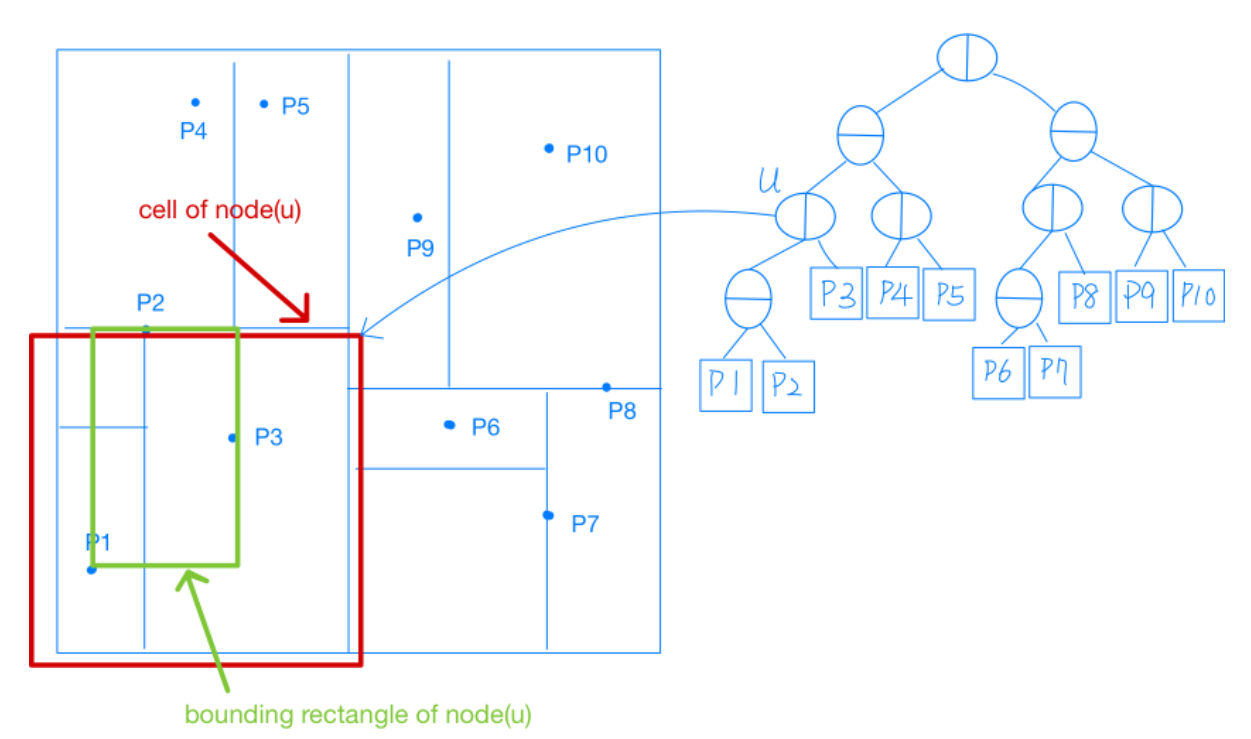 P4
P5
P10
cell of node(u)
P9
P2
P8
P6
P3
P7
P1
bounding rectangle of node(u)
u
P3
P4
P5
P8
P9
P10
P1
P2
P6
P7